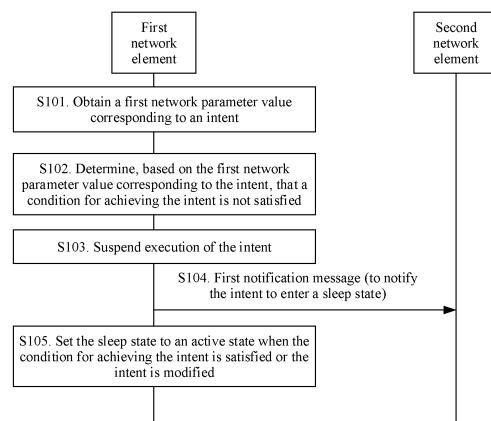 First
network
element
Second
network
element
S101. Obtain a first network parameter value
corresponding to an intent
S102. Determine, based on the first network
parameter value corresponding to the intent, that a
condition for achieving the intent is not satisfied
S103. Suspend execution of the intent
S104. First notification message (to notify
the intent to enter a sleep state)
S105. Set the sleep state to an active state when the
condition for achieving the intent is satisfied or the
intent is modified